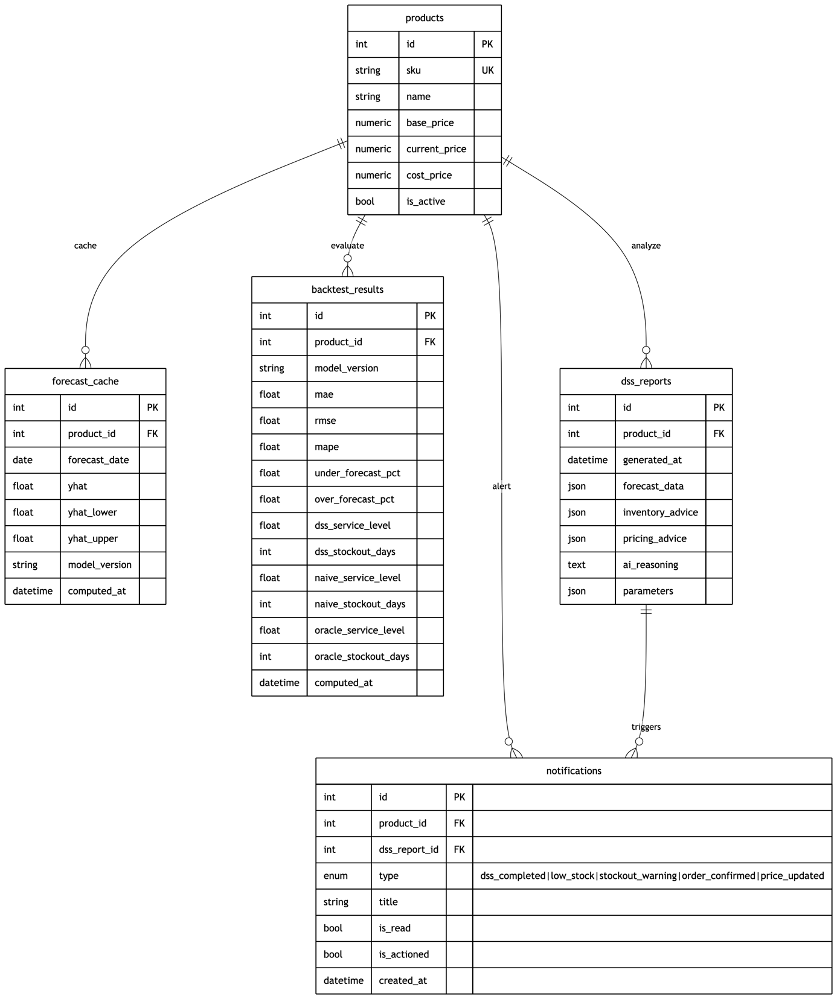 products
int id PK
string sku UK
string name
numeric base_price
numeric current_price
numeric cost_price
bool is_active
cache
evaluate
analyze
backtest_results
int id PK
int product_id FK
string model_version
float mae
float rmse
float mape
float under_forecast_pct
float over_forecast_pct
float dss_service_level
int dss_stockout_days
float naive_service_level
int naive_stockout_days
float oracle_service_level
int oracle_stockout_days
datetime computed_at
forecast_cache
int id PK
int product_id FK
date forecast_date
float yhat
float yhat_lower
float yhat_upper
string model_version
datetime computed_at
alert
dss_reports
int id PK
int product_id FK
datetime generated_at
json forecast_data
json inventory_advice
json pricing_advice
text ai_reasoning
json parameters
triggers
notifications
int id PK
int product_id FK
int dss_report_id FK
enum type dss_completed|low_stock|stockout_warning|order_confirmed|price_updated
string title
bool is_read
bool is_actioned
datetime created_at